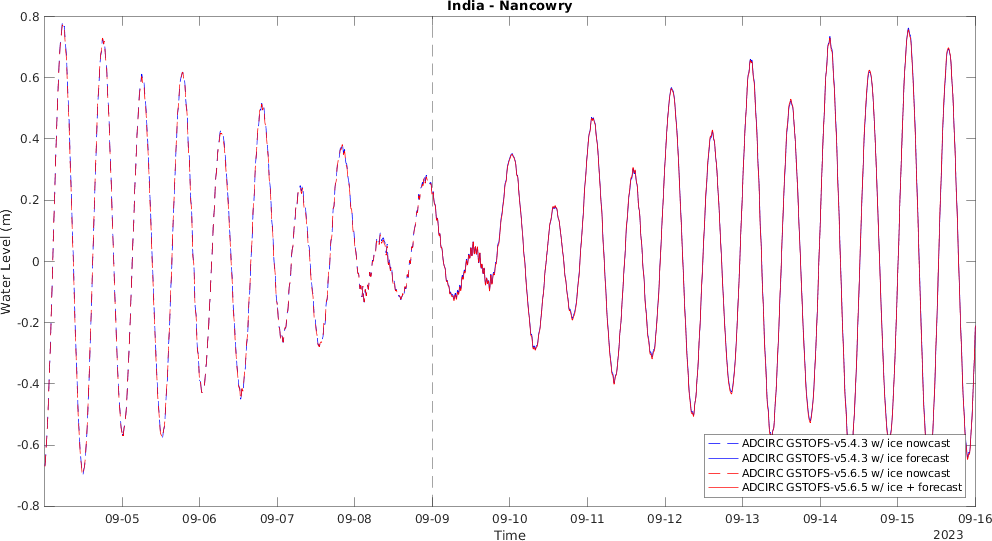 India - Nancowry
0.8
0.6
0.4
0.2
0
-0.2
-0.4
-0.6
-0.8
Water Level (m)
ADCIRC GSTOFS-v5.4.3 w/ ice nowcast
ADCIRC GSTOFS-v5.4.3 w/ ice forecast
ADCIRC GSTOFS-v5.6.5 w/ ice nowcast
ADCIRC GSTOFS-v5.6.5 w/ ice + forecast
09-05 09-06 09-07 09-08 09-09 09-10 09-11 09-12 09-13 09-14 09-15 09-16
Time
2023